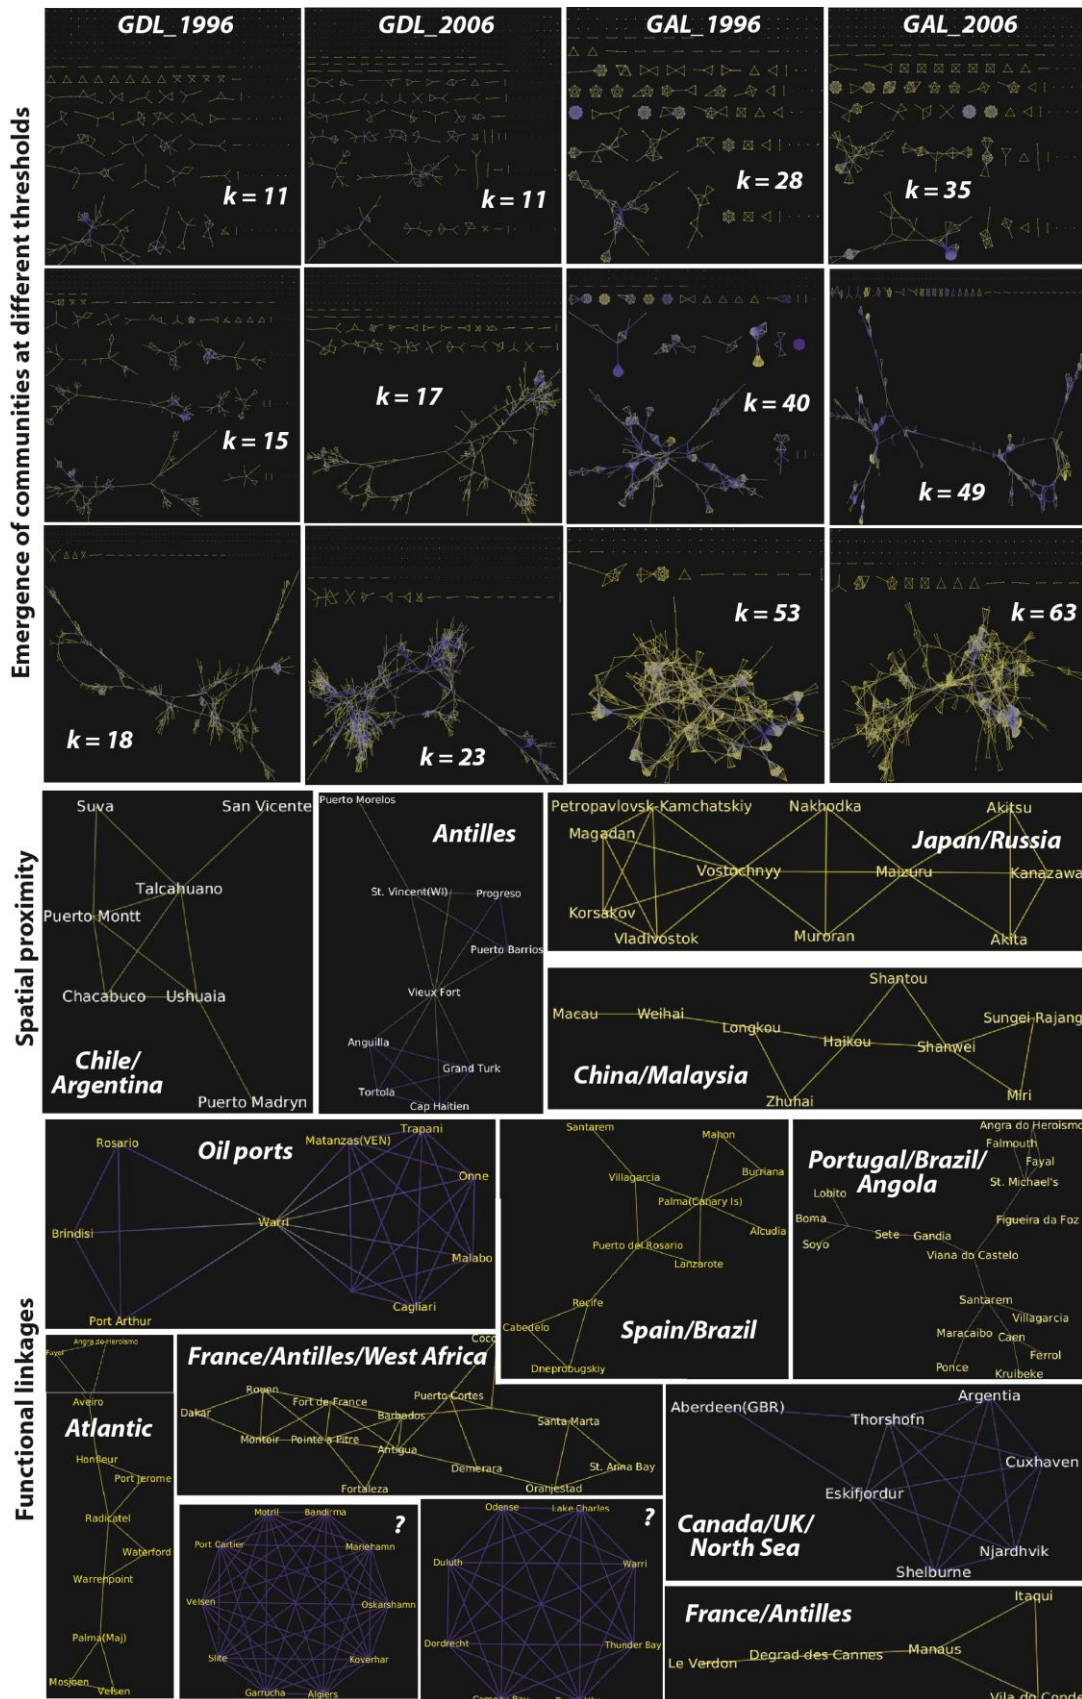 GDL_1996
GDL_2006
GAL_1996
GAL_2006
Emergence of communities at different thresholds
k = 11
k = 11
k = 28
k = 35
k = 15
k = 17
k = 40
k = 49
k = 18
k = 23
k = 53
k = 63
Spatial proximity
Suva
San Vicente
Talcahuano
Puerto Montt
Chacabuco
Ushuaia
Chile/
Argentina
Puerto Madryn
Puerto Morelos
Antilles
St. Vincent(WI)
Progreso
Puerto Barrios
Vieux Fort
Anguilla
Grand Turk
Tortola
Cap Haitien
Petropavlovsk-Kamchatskiy
Nakhodka
Akitsu
Magadan
Japan/Russia
Vostochnyy
Maizuru
Kanazawa
Korsakov
Vladivostok
Muroran
Akita
Shantou
Macau
Weihai
Sungei Rajang
Longkou
Haikou
Shanwei
China/Malaysia
Zhuhai
Miri
Functional linkages
Rosario
Oil ports
Matanzas(VEN)
Trapani
Onne
Warri
Brindisi
Malabo
Cagliari
Port Arthur
Santarem
Mahon
Villagarcia
Burriana
Palma(Canary Is)
Alcudia
Puerto del Rosario
Lanzarote
Recife
Cabedelo
Spain/Brazil
Dneprobugskiy
Angra do Heroismo
Falmouth
Portugal/Brazil/
Angola
Fayal
St. Michael's
Lobito
Boma
Figueira da Foz
Soyo
Sete
Gandia
Viana do Castelo
Santarem
Villagarcia
Maracaibo
Caen
Ferrol
Ponce
Kruibeke
Angra do Heroismo
Fayal
Aveiro
Atlantic
Honfleur
Port Jerome
Radicatel
Waterford
Warrenpoint
Palma(Maj)
Mosjoen
Velsen
France/Antilles/West Africa
Rouen
Fort de France
Puerto Cortes
Dakar
Barbados
Santa Marta
Montoir
Pointe a Pitre
Antigua
Demerara
St. Anna Bay
Fortaleza
Oranjestad
Motril
Bandirma
?
Port Cartier
Mariehamn
Velsen
Oskarshamn
Slite
Koverhar
Garrucha
Algiers
Odense
Lake Charles
?
Duluth
Warri
Dordrecht
Thunder Bay
Argentia
Aberdeen(GBR)
Thorshofn
Cuxhaven
Eskifjordur
Canada/UK/
North Sea
Njardhvik
Shelburne
France/Antilles
Itaqui
Manaus
Degrad des Cannes
Le Verdon
Vila do Conde